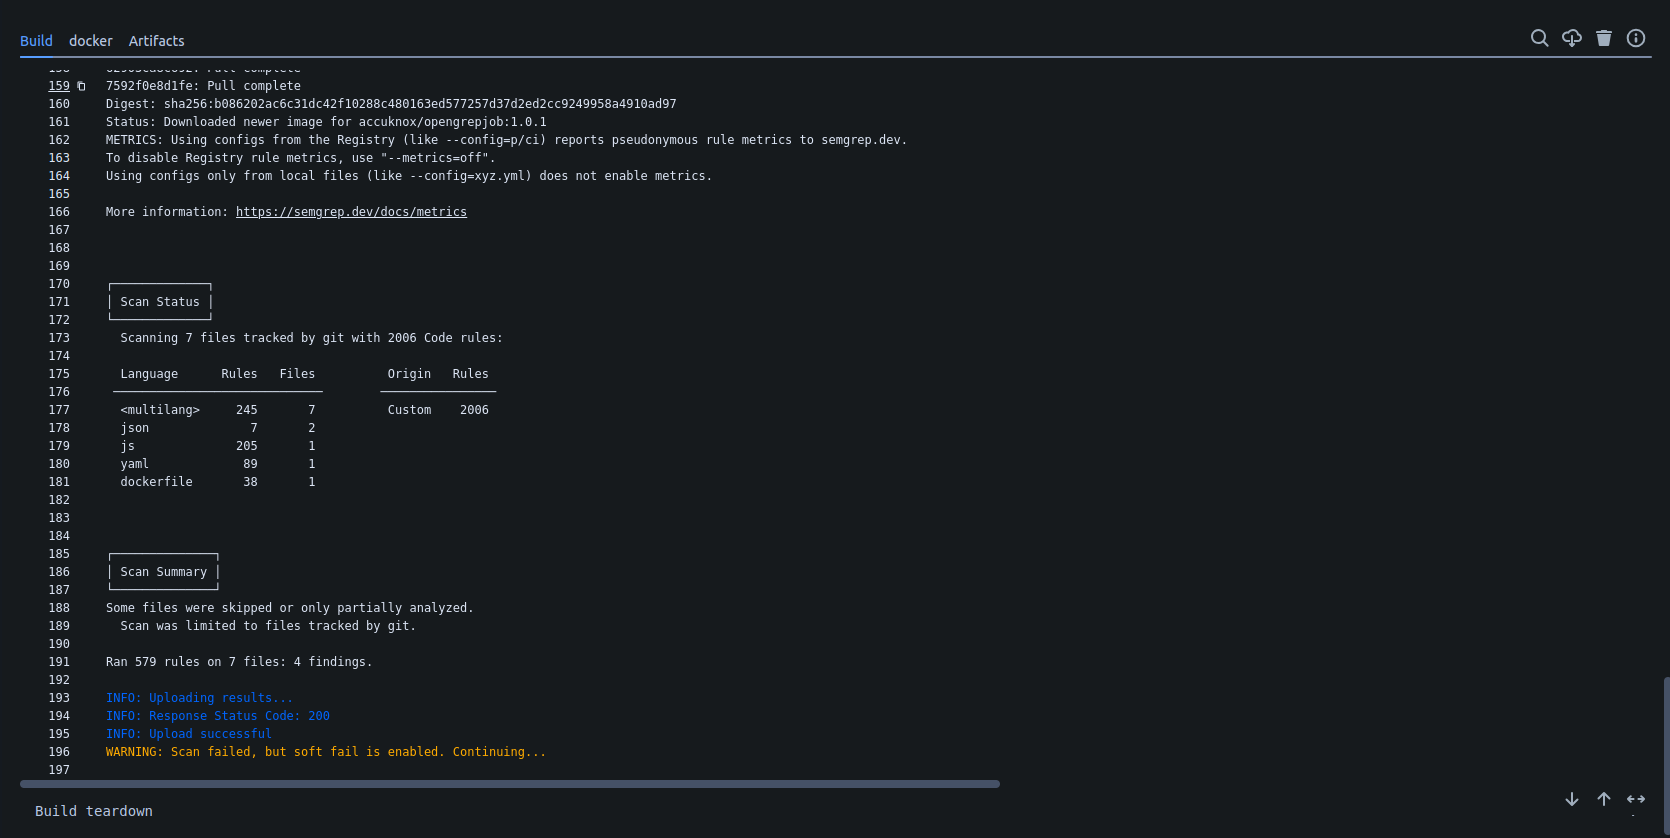 Build docker Artifacts
159 7592f0e8d1fe: Pull complete
160 Digest: sha256:b086202ac6c31dc42f10288c480163ed577257d37d2ed2cc9249958a4910ad97
161 Status: Downloaded newer image for accuknox/opengrepjob:1.0.1
162 METRICS: Using configs from the Registry (like --config=p/ci) reports pseudonymous rule metrics to semgrep.dev.
163 To disable Registry rule metrics, use "--metrics=off".
164 Using configs only from local files (like --config=xyz.yml) does not enable metrics.
165
166 More information: https://semgrep.dev/docs/metrics
167
168
169
170
171 Scan Status
172
173 Scanning 7 files tracked by git with 2006 Code rules:
174
175 Language Rules Files Origin Rules
176
177 <multilang> 245 7 Custom 2006
178 json 7 2
179 js 205 1
180 yaml 89 1
181 dockerfile 38 1
182
183
184
185
186 Scan Summary
187
188 Some files were skipped or only partially analyzed.
189 Scan was limited to files tracked by git.
190
191 Ran 579 rules on 7 files: 4 findings.
192
193 INFO: Uploading results...
194 INFO: Response Status Code: 200
195 INFO: Upload successful
196 WARNING: Scan failed, but soft fail is enabled. Continuing...
197
Build teardown